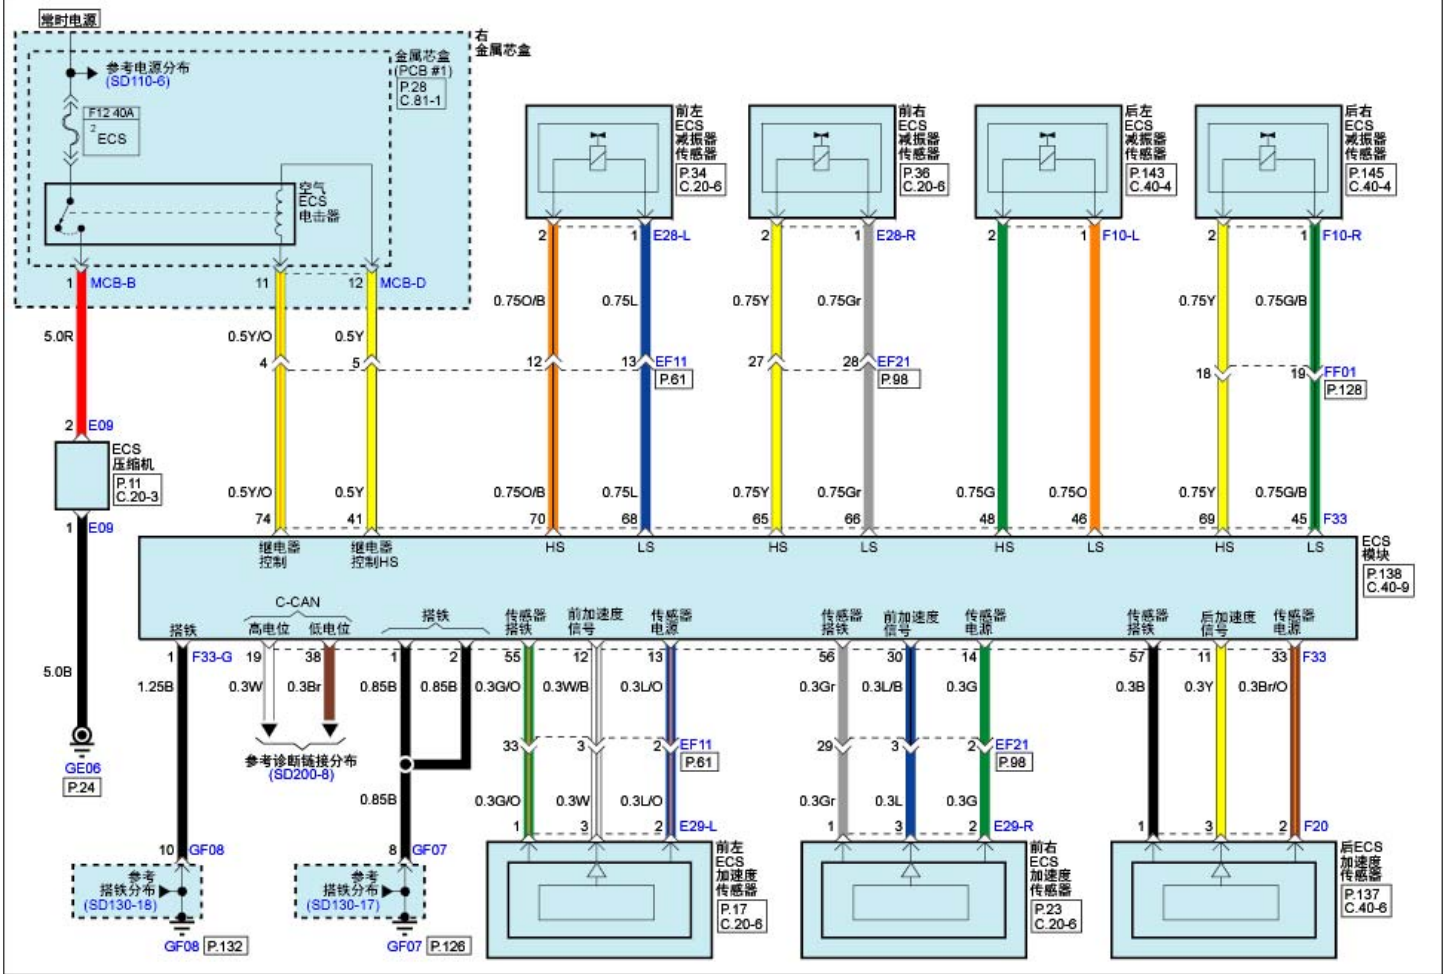 常时电源
右
金属芯盒
金属芯盒
(PCB #1)
P.28
C.81-1
参考电源分布
(SD110-6)
F12 40A
2
ECS
空气
ECS
电击器
前左
ECS
减振器
传感器
P.34
C.20-6
前右
ECS
减振器
传感器
P.36
C.20-6
后左
ECS
减振器
传感器
P.143
C.40-4
后右
ECS
减振器
传感器
P.145
C.40-4
2 1 E28-L
2 1 E28-R
2 1 F10-L
2 1 F10-R
1 MCB-B
11 12 MCB-D
0.75O/B 0.75L 0.75Y 0.75Gr 0.75Y 0.75G/B
5.0R 0.5Y/O 0.5Y
4 5 12 13 EF11
P.61
27 28 EF21
P.98
18 19 FF01
P.128
2 E09
ECS
压缩机
P.11
C.20-3
1 E09
0.5Y/O 0.5Y 0.75O/B 0.75L 0.75Y 0.75Gr 0.75G 0.75O 0.75Y 0.75G/B
74 41 70 68 65 66 48 46 69 45 F33
继电器
控制
继电器
控制HS
HS LS HS LS HS LS HS LS
ECS
模块
P.138
C.40-9
C-CAN
搭铁
高电位
低电位
搭铁
传感器
搭铁
前加速度
信号
传感器
电源
传感器
搭铁
前加速度
信号
传感器
电源
传感器
搭铁
后加速度
信号
传感器
电源
1 F33-G 19 38 1 2 55 12 13 56 30 14 57 11 33 F33
5.0B 1.25B 0.3W 0.3Br 0.85B 0.85B 0.3G/O 0.3W/B 0.3L/O 0.3Gr 0.3L/B 0.3G 0.3B 0.3Y 0.3Br/O
33 3 2 EF11
P.61
29 3 2 EF21
P.98
GE06
P.24
参考诊断链接分布
(SD200-8)
0.85B 0.3G/O 0.3W 0.3L/O 0.3Gr 0.3L 0.3G
1 3 2 E29-L
1 3 2 E29-R
1 3 2 F20
10 GF08
8 GF07
参考
搭铁分布
(SD130-18)
参考
搭铁分布
(SD130-17)
GF08 P.132
GF07 P.126
前左
ECS
加速度
传感器
P.17
C.20-6
前右
ECS
加速度
传感器
P.23
C.20-6
后ECS
加速度
传感器
P.137
C.40-6